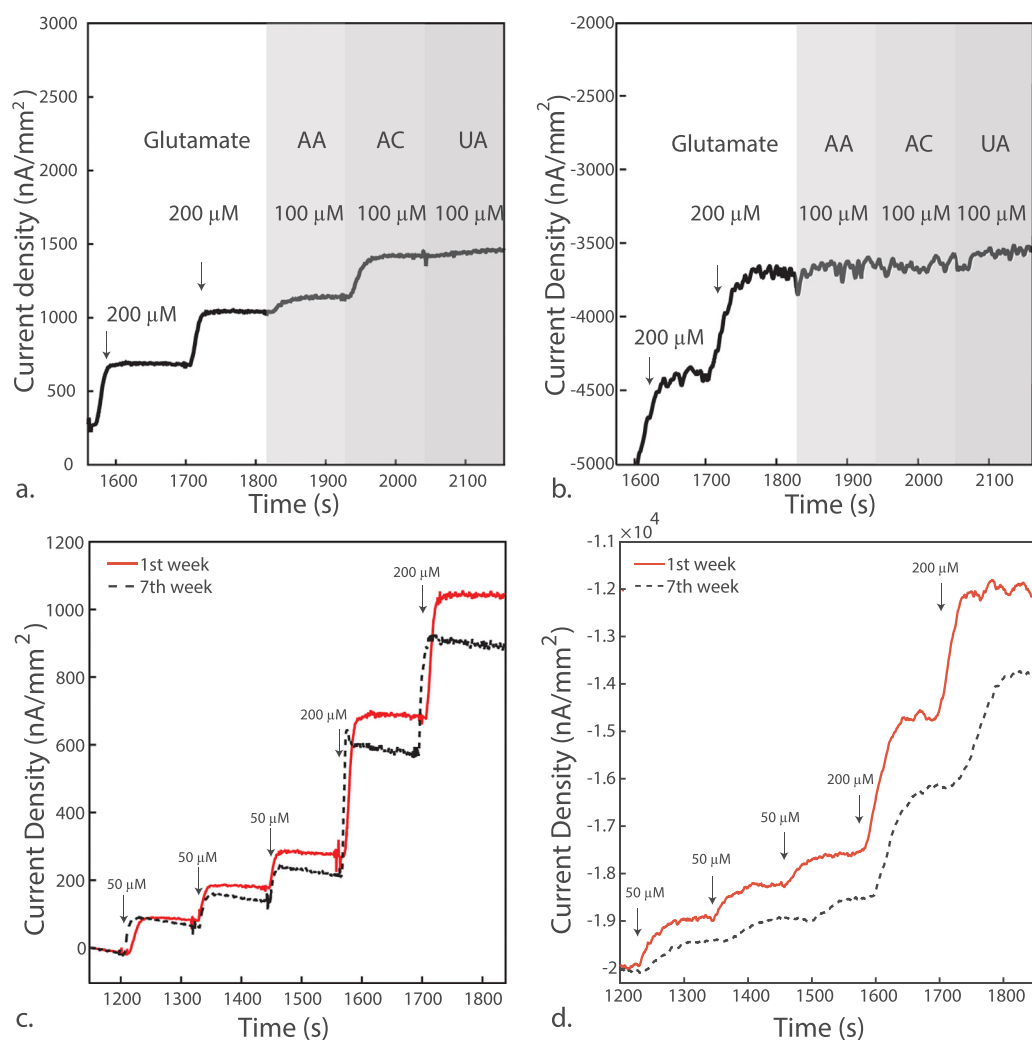 3000
2500
2000
1500
1000
500
0
Current density (nA/mm²)
Glutamate
AA
AC
UA
200 µM
100 µM
100 µM
100 µM
200 µM
1600
1700
1800
1900
2000
2100
Time (s)
a.
-2000
-2500
-3000
-3500
-4000
-4500
-5000
Current Density (nA/mm²)
Glutamate
AA
AC
UA
200 µM
100 µM
100 µM
100 µM
200 µM
1600
1700
1800
1900
2000
2100
Time (s)
b.
1200
1000
800
600
400
200
0
Current Density (nA/mm²)
1st week
7th week
50 µM
50 µM
50 µM
200 µM
200 µM
1200
1300
1400
1500
1600
1700
1800
Time (s)
c.
-1.1
×10⁴
-1.2
-1.3
-1.4
-1.6
-1.7
-1.8
-1.9
-2
Current Density (nA/mm²)
1st week
7th week
50 µM
50 µM
50 µM
200 µM
200 µM
1200
1300
1400
1500
1600
1700
1800
Time (s)
d.